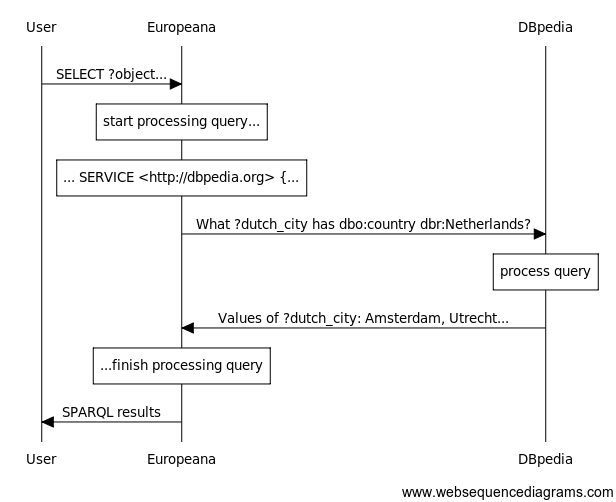 User Europeana DBpedia
SELECT ?object...
start processing query...
... SERVICE <http://dbpedia.org> {...
What ?dutch_city has dbo:country dbr:Netherlands?
process query
Values of ?dutch_city: Amsterdam, Utrecht...
...finish processing query
SPARQL results
User Europeana DBpedia
www.websequencediagrams.com